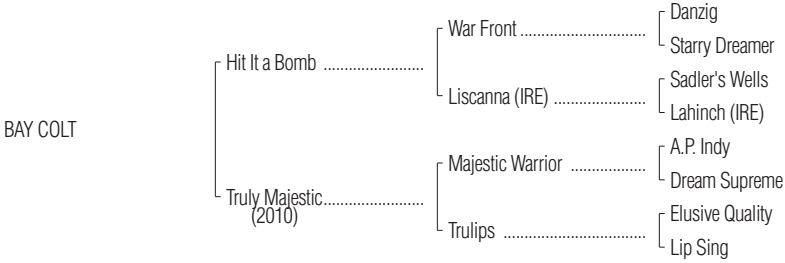 Danzig
War Front ..............................
Starry Dreamer
Hit It a Bomb ........................
Sadler's Wells
Liscanna (IRE) ......................
Lahinch (IRE)
BAY COLT
A.P. Indy
Majestic Warrior ..................
Dream Supreme
Truly Majestic........................
(2010)
Elusive Quality
Trulips ..................................
Lip Sing